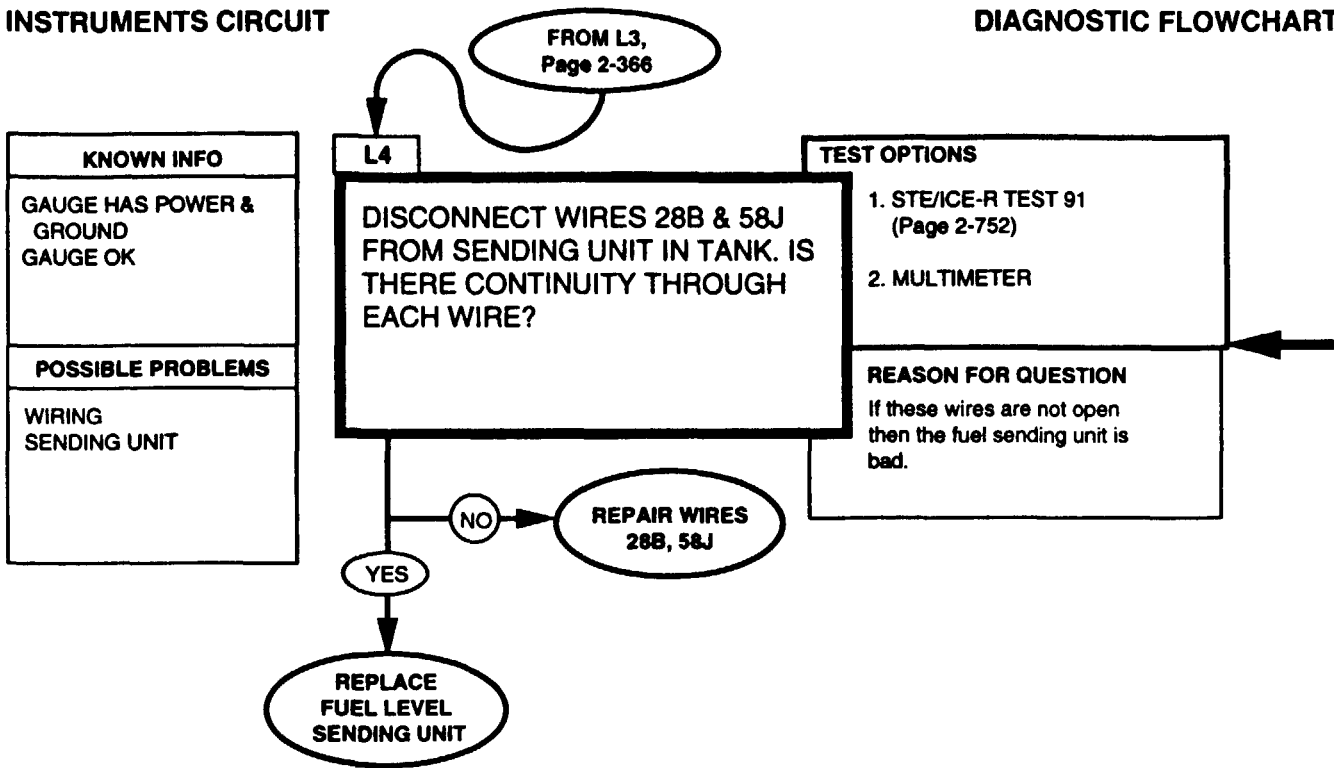 INSTRUMENTS CIRCUIT
DIAGNOSTIC FLOWCHART
FROM L3,
Page 2-366
KNOWN INFO
GAUGE HAS POWER &
GROUND
GAUGE OK
POSSIBLE PROBLEMS
WIRING
SENDING UNIT
L4
DISCONNECT WIRES 28B & 58J
FROM SENDING UNIT IN TANK. IS
THERE CONTINUITY THROUGH
EACH WIRE?
TEST OPTIONS
1. STE/ICE-R TEST 91
(Page 2-752)
2. MULTIMETER
REASON FOR QUESTION
If these wires are not open
then the fuel sending unit is
bad.
NO
REPAIR WIRES
28B, 58J
YES
REPLACE
FUEL LEVEL
SENDING UNIT